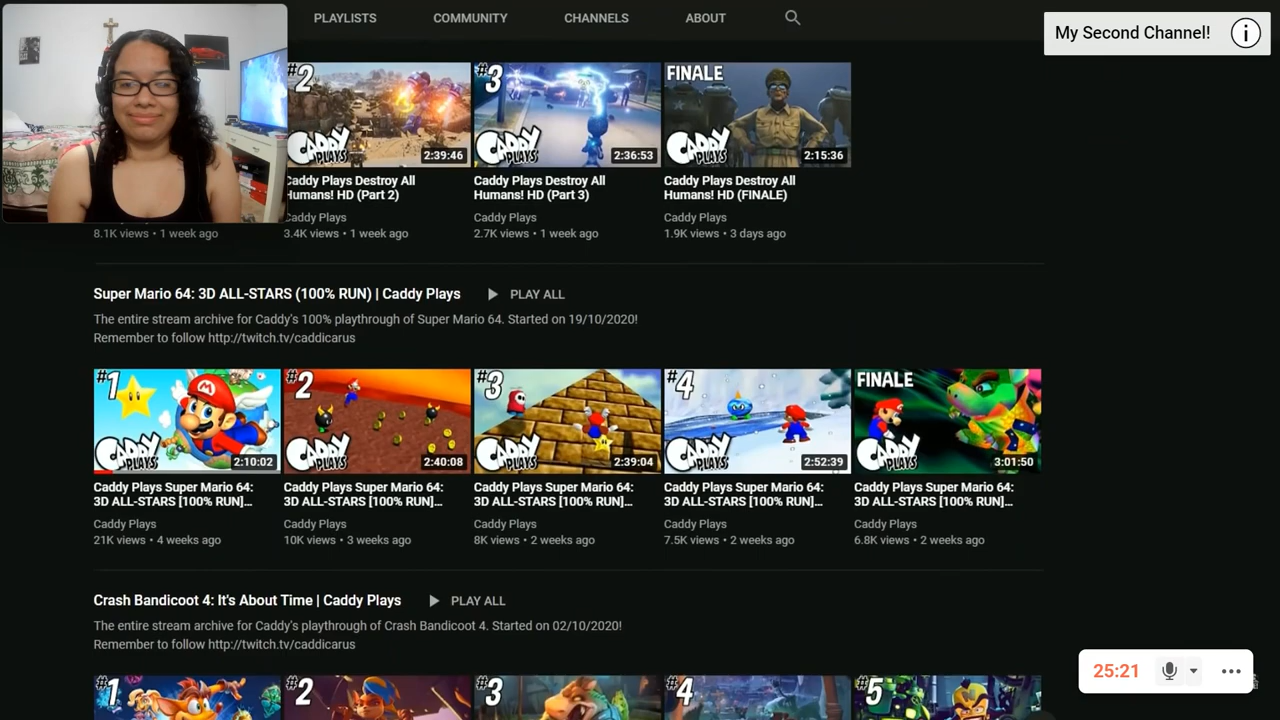 PLAYLISTS COMMUNITY CHANNELS ABOUT
My Second Channel!
#2 #3 FINALE
CADDY PLAYS CADDY PLAYS CADDY PLAYS
2:39:46 2:36:53 2:15:36
Caddy Plays Destroy All Humans! HD (Part 2)
Caddy Plays
8.1K views • 1 week ago
3.4K views • 1 week ago
Caddy Plays Destroy All
Humans! HD (Part 3)
Caddy Plays
2.7K views • 1 week ago
Caddy Plays Destroy All
Humans! HD (FINALE)
Caddy Plays
1.9K views • 3 days ago
Super Mario 64: 3D ALL-STARS (100% RUN) | Caddy Plays PLAY ALL
The entire stream archive for Caddy's 100% playthrough of Super Mario 64. Started on 19/10/2020!
Remember to follow http://twitch.tv/caddicarus
#1 #2 #3 #4 FINALE
CADDY PLAYS CADDY PLAYS CADDY PLAYS CADDY PLAYS CADDY PLAYS
2:10:02 2:40:08 2:39:04 2:52:39 3:01:50
Caddy Plays Super Mario 64:
3D ALL-STARS [100% RUN]...
Caddy Plays
21K views • 4 weeks ago
Caddy Plays Super Mario 64:
3D ALL-STARS [100% RUN]...
Caddy Plays
10K views • 3 weeks ago
Caddy Plays Super Mario 64:
3D ALL-STARS [100% RUN]...
Caddy Plays
8K views • 2 weeks ago
Caddy Plays Super Mario 64:
3D ALL-STARS [100% RUN]...
Caddy Plays
7.5K views • 2 weeks ago
Caddy Plays Super Mario 64:
3D ALL-STARS [100% RUN]...
Caddy Plays
6.8K views • 2 weeks ago
Crash Bandicoot 4: It's About Time | Caddy Plays PLAY ALL
The entire stream archive for Caddy's playthrough of Crash Bandicoot 4. Started on 02/10/2020!
Remember to follow http://twitch.tv/caddicarus
#1 #2 #3 #4 #5
25:21